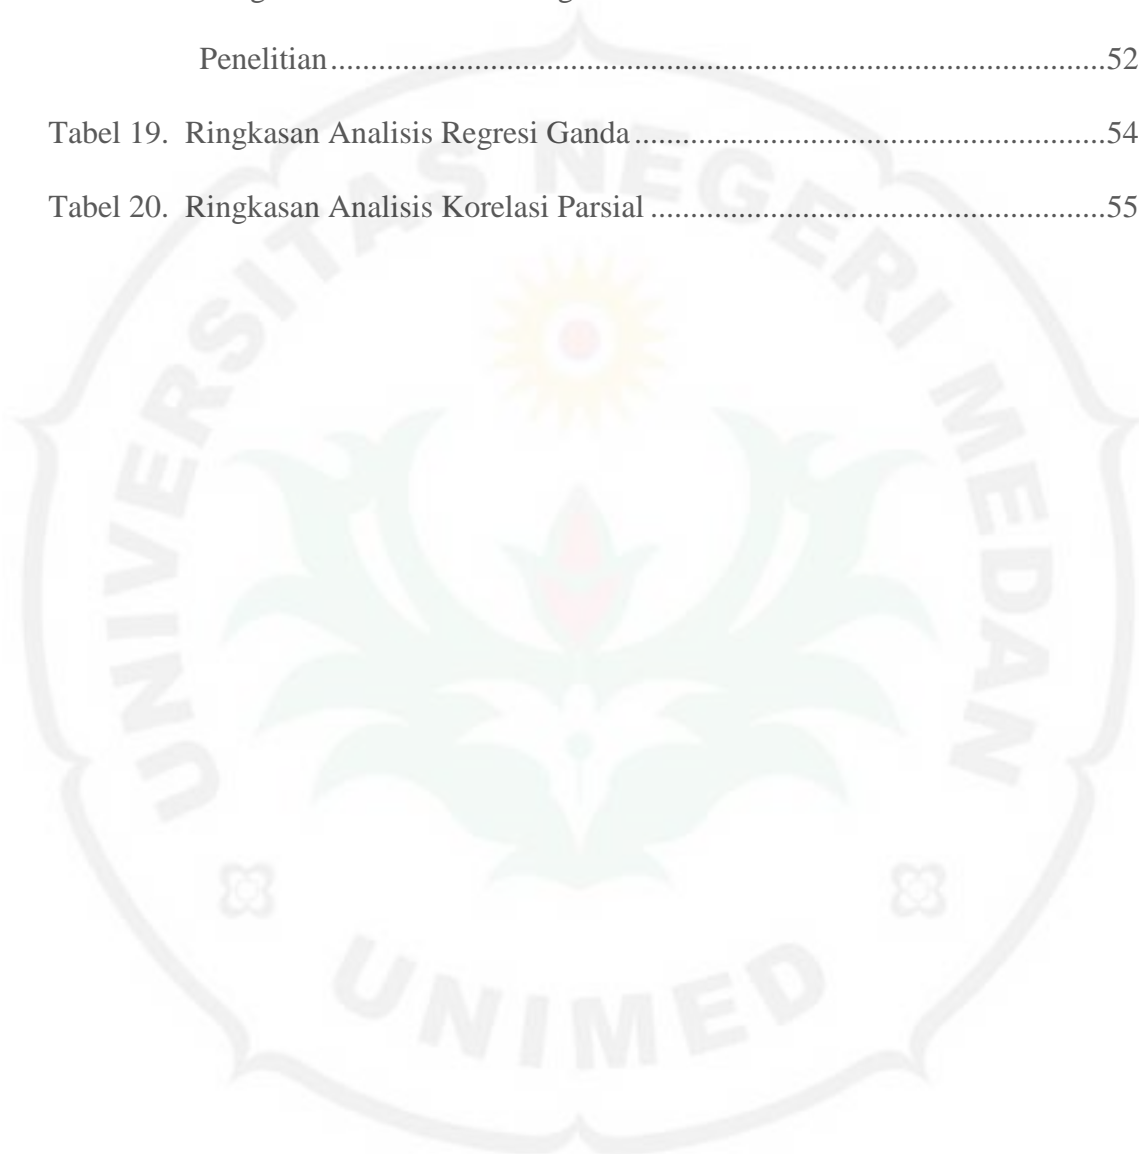 Penelitian................................................................................................52
Tabel 19. Ringkasan Analisis Regresi Ganda...........................................................54
Tabel 20. Ringkasan Analisis Korelasi Parsial.........................................................55
UNIVERSITAS NEGERI MEDAN
UNIMED